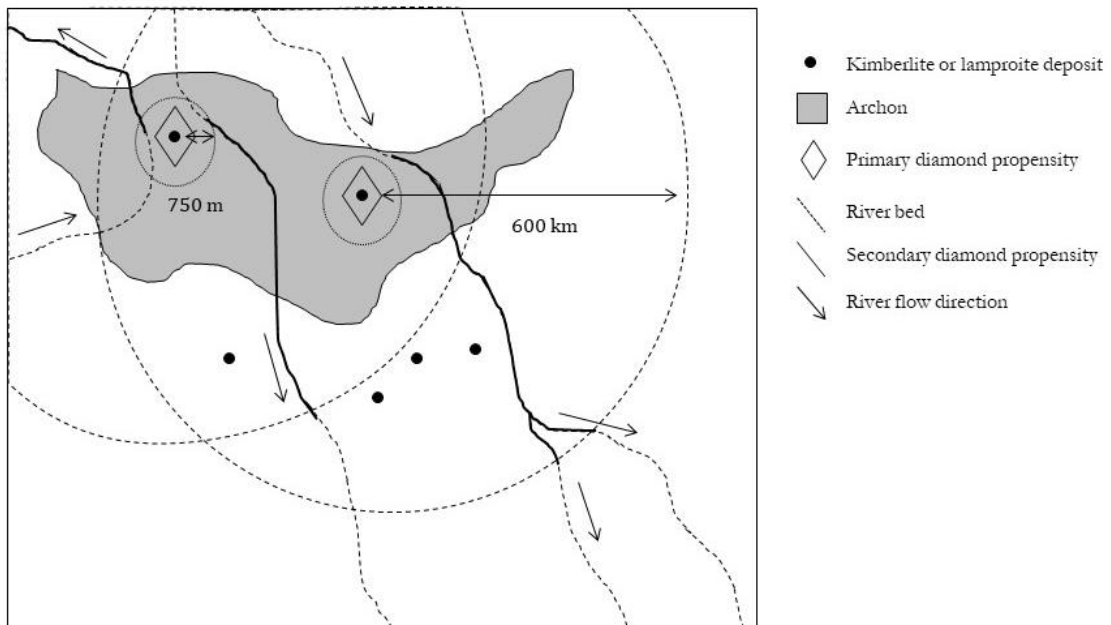 750 m
600 km
Kimberlite or lamproite deposit
Archon
Primary diamond propensity
River bed
Secondary diamond propensity
River flow direction